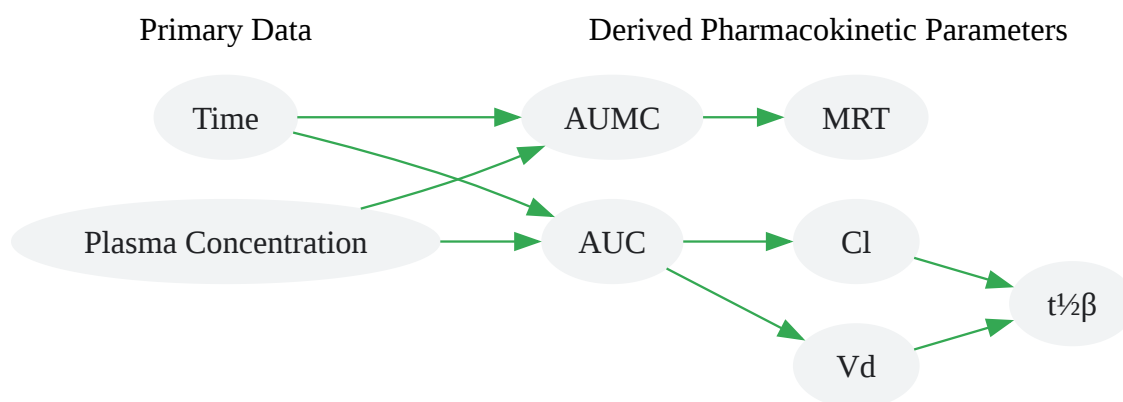 Primary Data
Derived Pharmacokinetic Parameters
Time
AUMC
MRT
Plasma Concentration
AUC
Cl
t½β
Vd